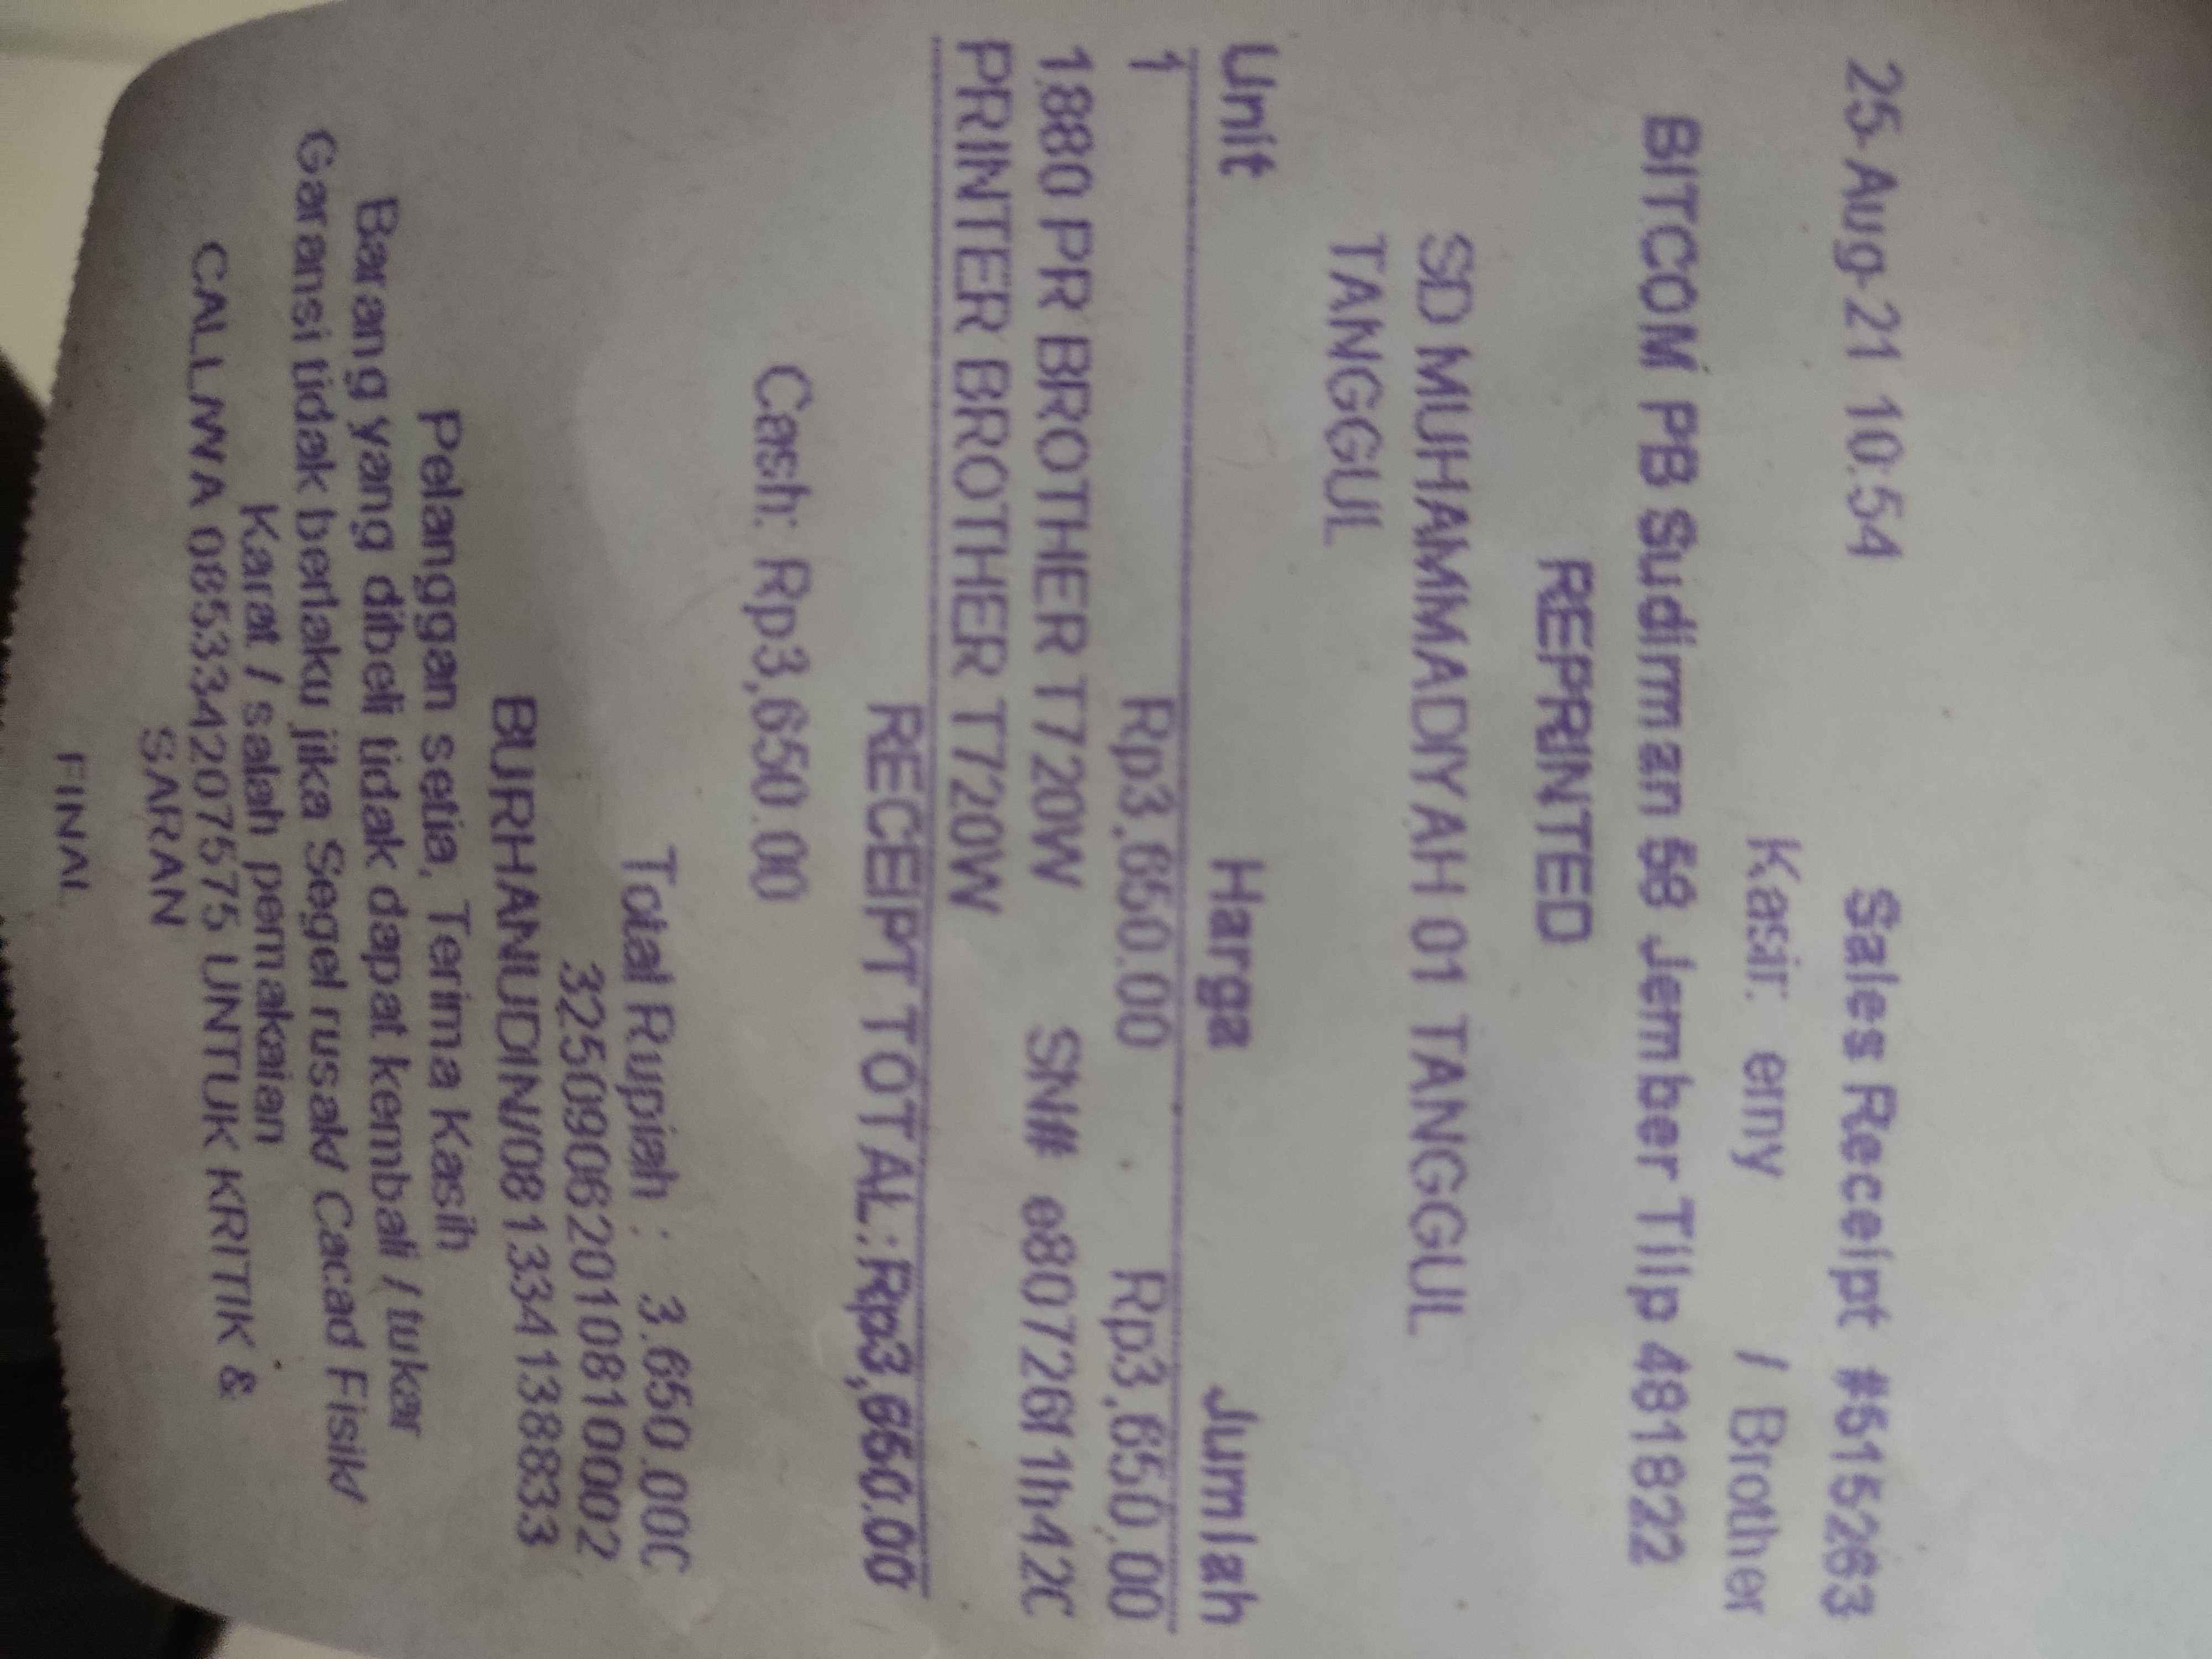 25-Aug-21 10:54 Sales Receipt #515263
Kasir: erny / Brother
BITCOM PB Sudirman 58 Jember Tllp 481822
REPRINTED
SD MUHAMMADIYAH 01 TANGGUL
TANGGUL
Unit Harga Jumlah
1 Rp3,650.00 Rp3,650.00
1880 PR BROTHER T720W SN#
PRINTER BROTHER T720W
RECEIPT TOTAL: Rp3,650.00
Cash: Rp3,650.00
Total Rupiah : 3.650.000
3250909062010810002
BURHANUDIN/081334138833
Pelanggan setia, Terima Kasih
Barang yang dibeli tidak dapat kembali / tukar
Garansi tidak berlaku jika Segel rusak/ Cacad Fisik/
Karat / salah pemakaian
CALL/WA 085334207575 UNTUK KRITIK &
SARAN
FINAL